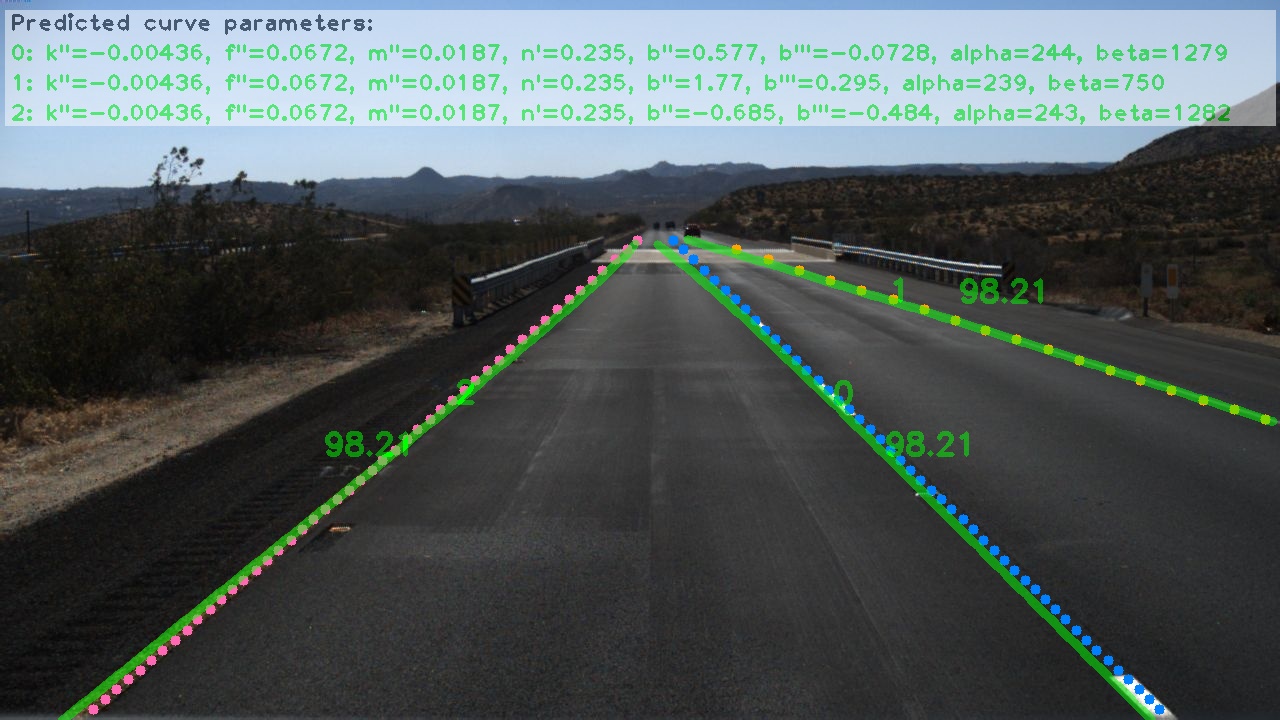 Predicted curve parameters:
0: k"=-0.00436, f"=0.0672, m"=0.0187, n'=0.235, b"=0.577, b'''=-0.0728, alpha=244, beta=1279
1: k"=-0.00436, f"=0.0672, m"=0.0187, n'=0.235, b"=1.77, b'''=0.295, alpha=239, beta=750
2: k"=-0.00436, f"=0.0672, m"=0.0187, n'=0.235, b"=-0.685, b'''=-0.484, alpha=243, beta=1282
1 98.21
2 0
98.21 98.21